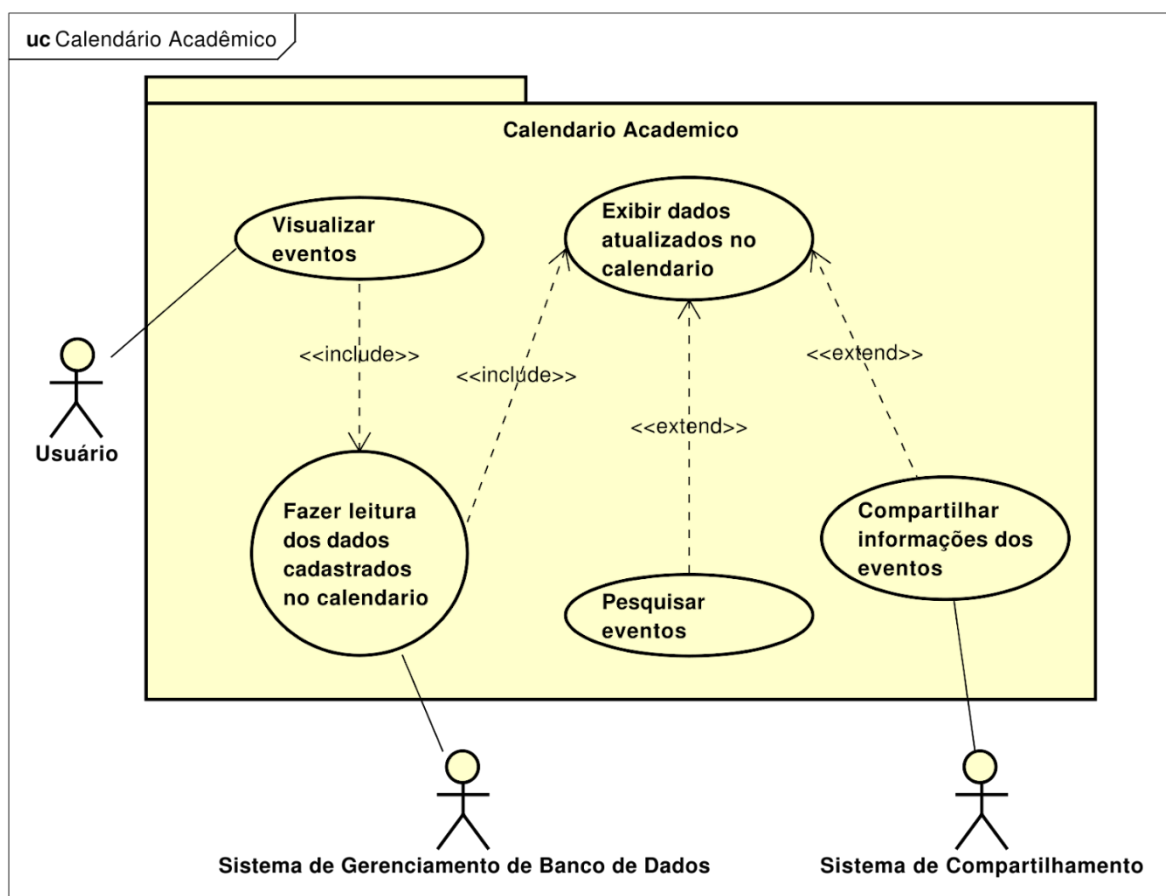 uc Calendário Acadêmico
Calendario Academico
Visualizar
eventos
Exibir dados
atualizados no
calendario
<<include>>
<<include>>
<<extend>>
<<extend>>
Usuário
Fazer leitura
dos dados
cadastrados
no calendario
Pesquisar
eventos
Compartilhar
informações dos
eventos
Sistema de Gerenciamento de Banco de Dados
Sistema de Compartilhamento